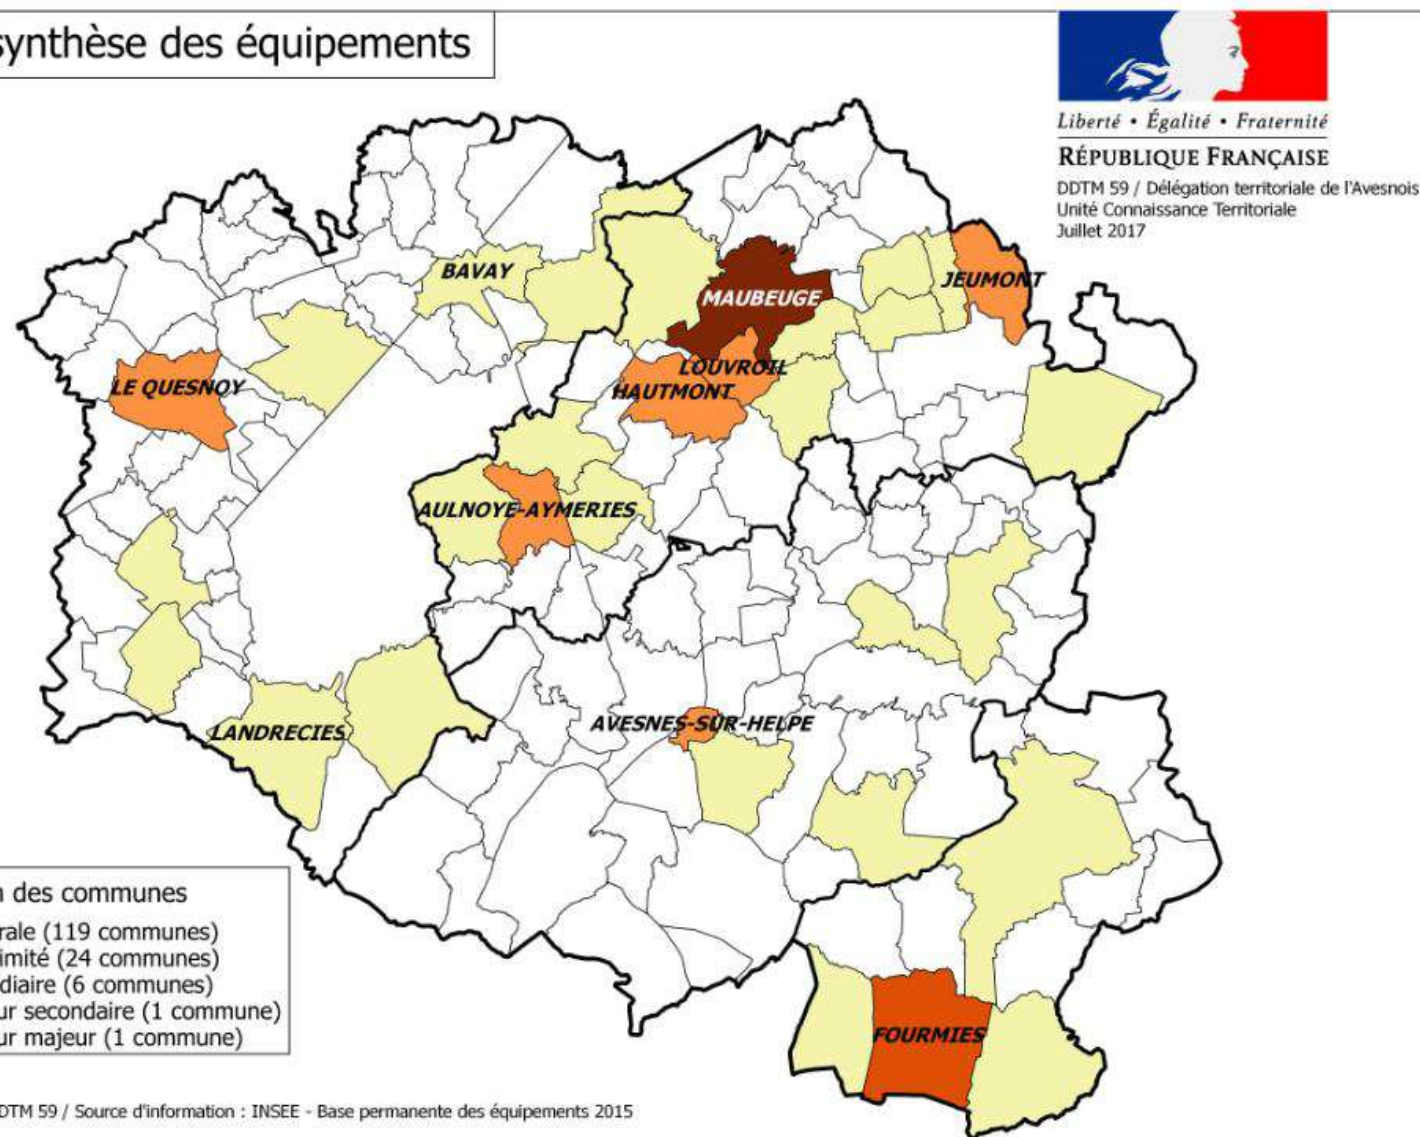 synthèse des équipements
Liberté • Égalité • Fraternité
RÉPUBLIQUE FRANÇAISE
DDTM 59 / Délégation territoriale de l'Avesnois
Unité Connaissance Territoriale
Juillet 2017
BAVAY
JEUMONT
MAUBEUGE
LOUVROIL
LE QUESNOY
HAUTMONT
AULNOYE-AYMERIES
LANDRECIES
AVESNES-SUR-HELPE
FOURMIES
n des communes
rale (119 communes)
imité (24 communes)
diaire (6 communes)
ur secondaire (1 commune)
ur majeur (1 commune)
DTM 59 / Source d'information : INSEE - Base permanente des équipements 2015